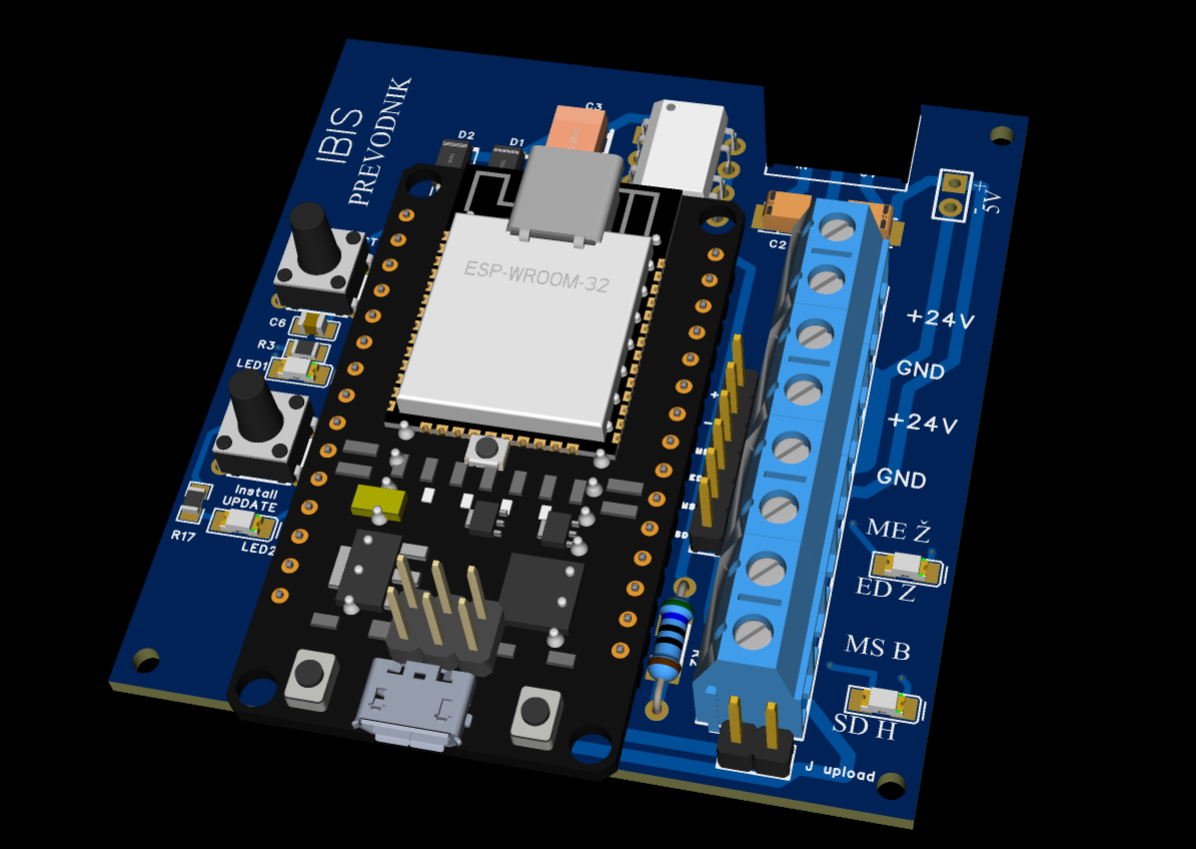 IBIS
PREVODNIK
D2
D1
C3
ESP-WROOM-32
C2
+
-
5V
C6
R3
LED1
Install
UPDATE
R17
LED2
+24V
GND
+24V
GND
ME Ž
ED Z
MS B
SD H
J upload